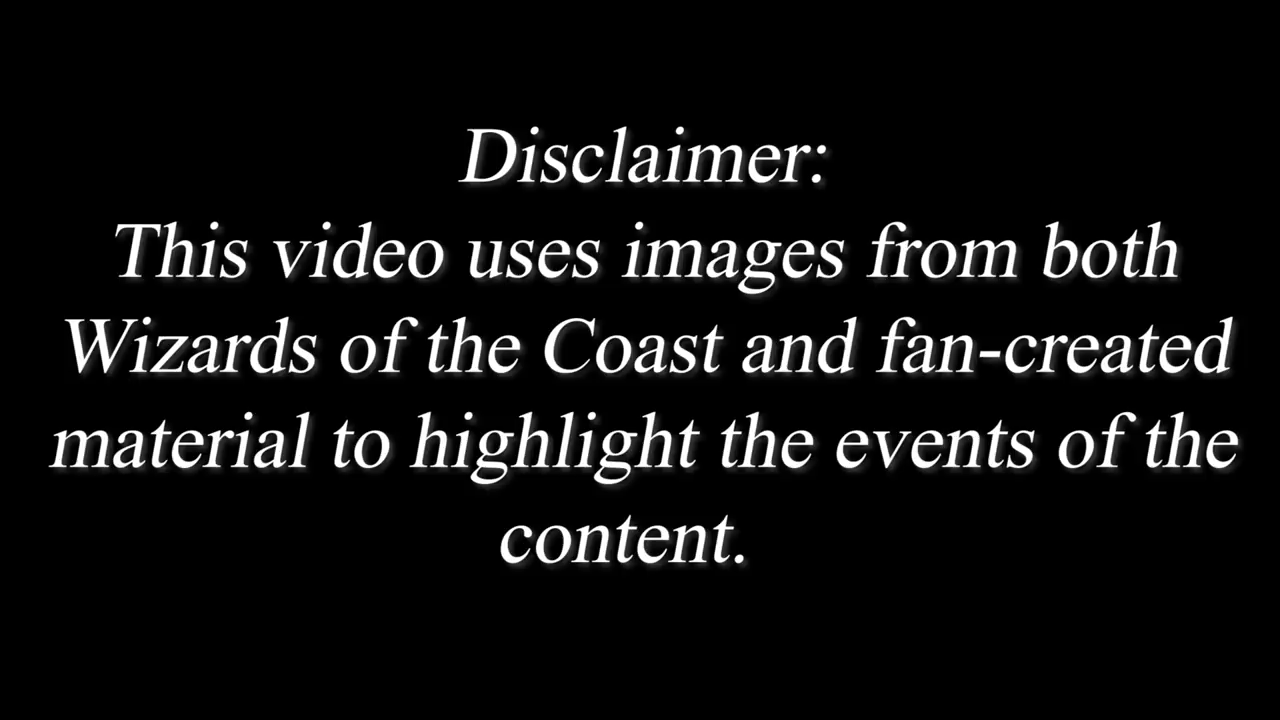 Disclaimer:
This video uses images from both
Wizards of the Coast and fan-created
material to highlight the events of the
content.